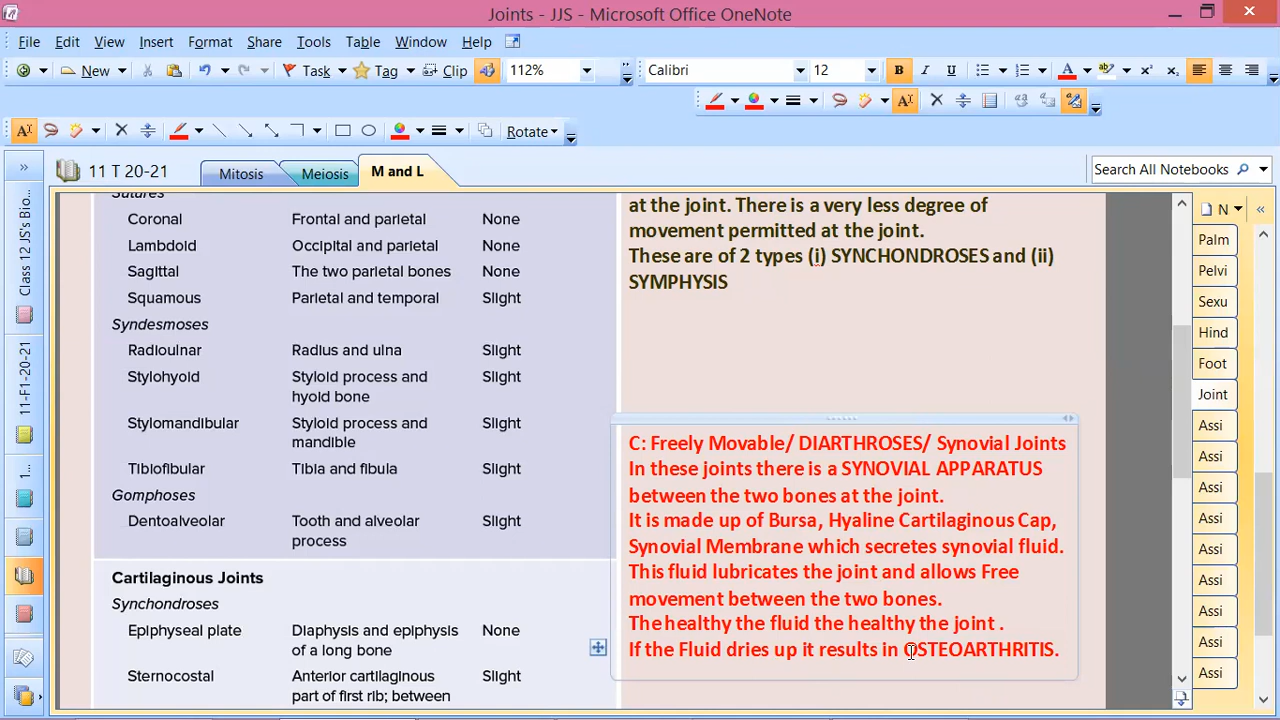 Joints - JJS - Microsoft Office OneNote
File Edit View Insert Format Share Tools Table Window Help
New Task Tag Clip 112% Calibri 12 B I U
Rotate
11 T 20-21 Mitosis Meiosis M and L Search All Notebooks
Class 12 JS's Bio...
11-F1-20-21
1...
N
Palm
Pelvi
Sexu
Hind
Foot
Joint
Assi
Assi
Assi
Assi
Assi
Assi
Assi
Assi
Assi
Sutures
Coronal Frontal and parietal None
Lambdoid Occipital and parietal None
Sagittal The two parietal bones None
Squamous Parietal and temporal Slight
Syndesmoses
Radioulnar Radius and ulna Slight
Stylohyoid Styloid process and Slight
hyoid bone
Stylomandibular Styloid process and Slight
mandible
Tibiofibular Tibia and fibula Slight
Gomphoses
Dentoalveolar Tooth and alveolar Slight
process
Cartilaginous Joints
Synchondroses
Epiphyseal plate Diaphysis and epiphysis None
of a long bone
Sternocostal Anterior cartilaginous Slight
part of first rib; between
at the joint. There is a very less degree of
movement permitted at the joint.
These are of 2 types (i) SYNCHONDROSES and (ii)
SYMPHYSIS
C: Freely Movable/ DIARTHROSES/ Synovial Joints
In these joints there is a SYNOVIAL APPARATUS
between the two bones at the joint.
It is made up of Bursa, Hyaline Cartilaginous Cap,
Synovial Membrane which secretes synovial fluid.
This fluid lubricates the joint and allows Free
movement between the two bones.
The healthy the fluid the healthy the joint .
If the Fluid dries up it results in OSTEOARTHRITIS.